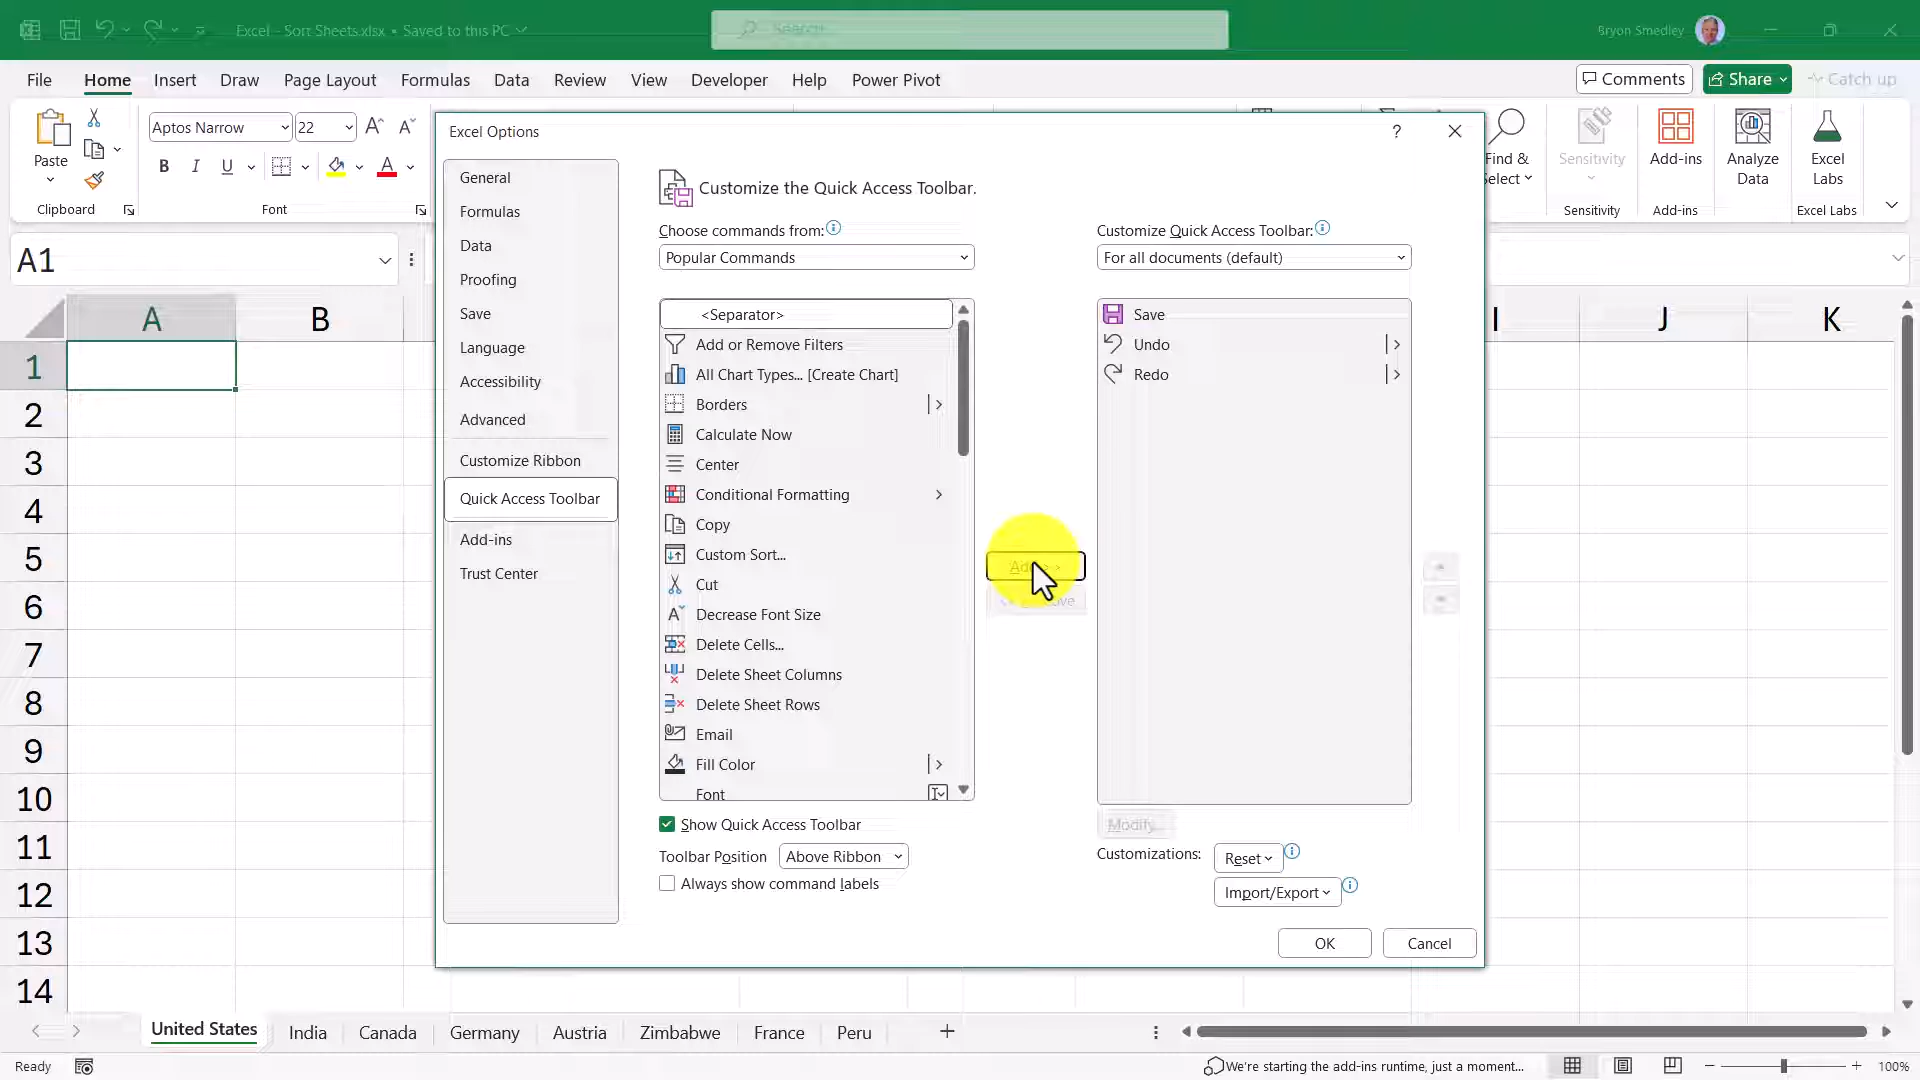 Excel - Sort Sheets.xlsx • Saved to this PC
Search
Bryon Smedley
File Home Insert Draw Page Layout Formulas Data Review View Developer Help Power Pivot
Comments Share Catch up
Paste
Clipboard
Aptos Narrow 22
B I U
Font
Find &
Select
Sensitivity
Sensitivity
Add-ins
Add-ins
Analyze
Data
Excel
Labs
Excel Labs
A1
A B I J K
1
2
3
4
5
6
7
8
9
10
11
12
13
14
Excel Options
?
General
Formulas
Data
Proofing
Save
Language
Accessibility
Advanced
Customize Ribbon
Quick Access Toolbar
Add-ins
Trust Center
Customize the Quick Access Toolbar.
Choose commands from:
Popular Commands
<Separator>
Add or Remove Filters
All Chart Types... [Create Chart]
Borders
Calculate Now
Center
Conditional Formatting
Copy
Custom Sort...
Cut
Decrease Font Size
Delete Cells...
Delete Sheet Columns
Delete Sheet Rows
Email
Fill Color
Font
Show Quick Access Toolbar
Toolbar Position Above Ribbon
Always show command labels
Customize Quick Access Toolbar:
For all documents (default)
Save
Undo
Redo
Modify...
Customizations: Reset
Import/Export
OK Cancel
United States India Canada Germany Austria Zimbabwe France Peru
Ready
We're starting the add-ins runtime, just a moment...
100%